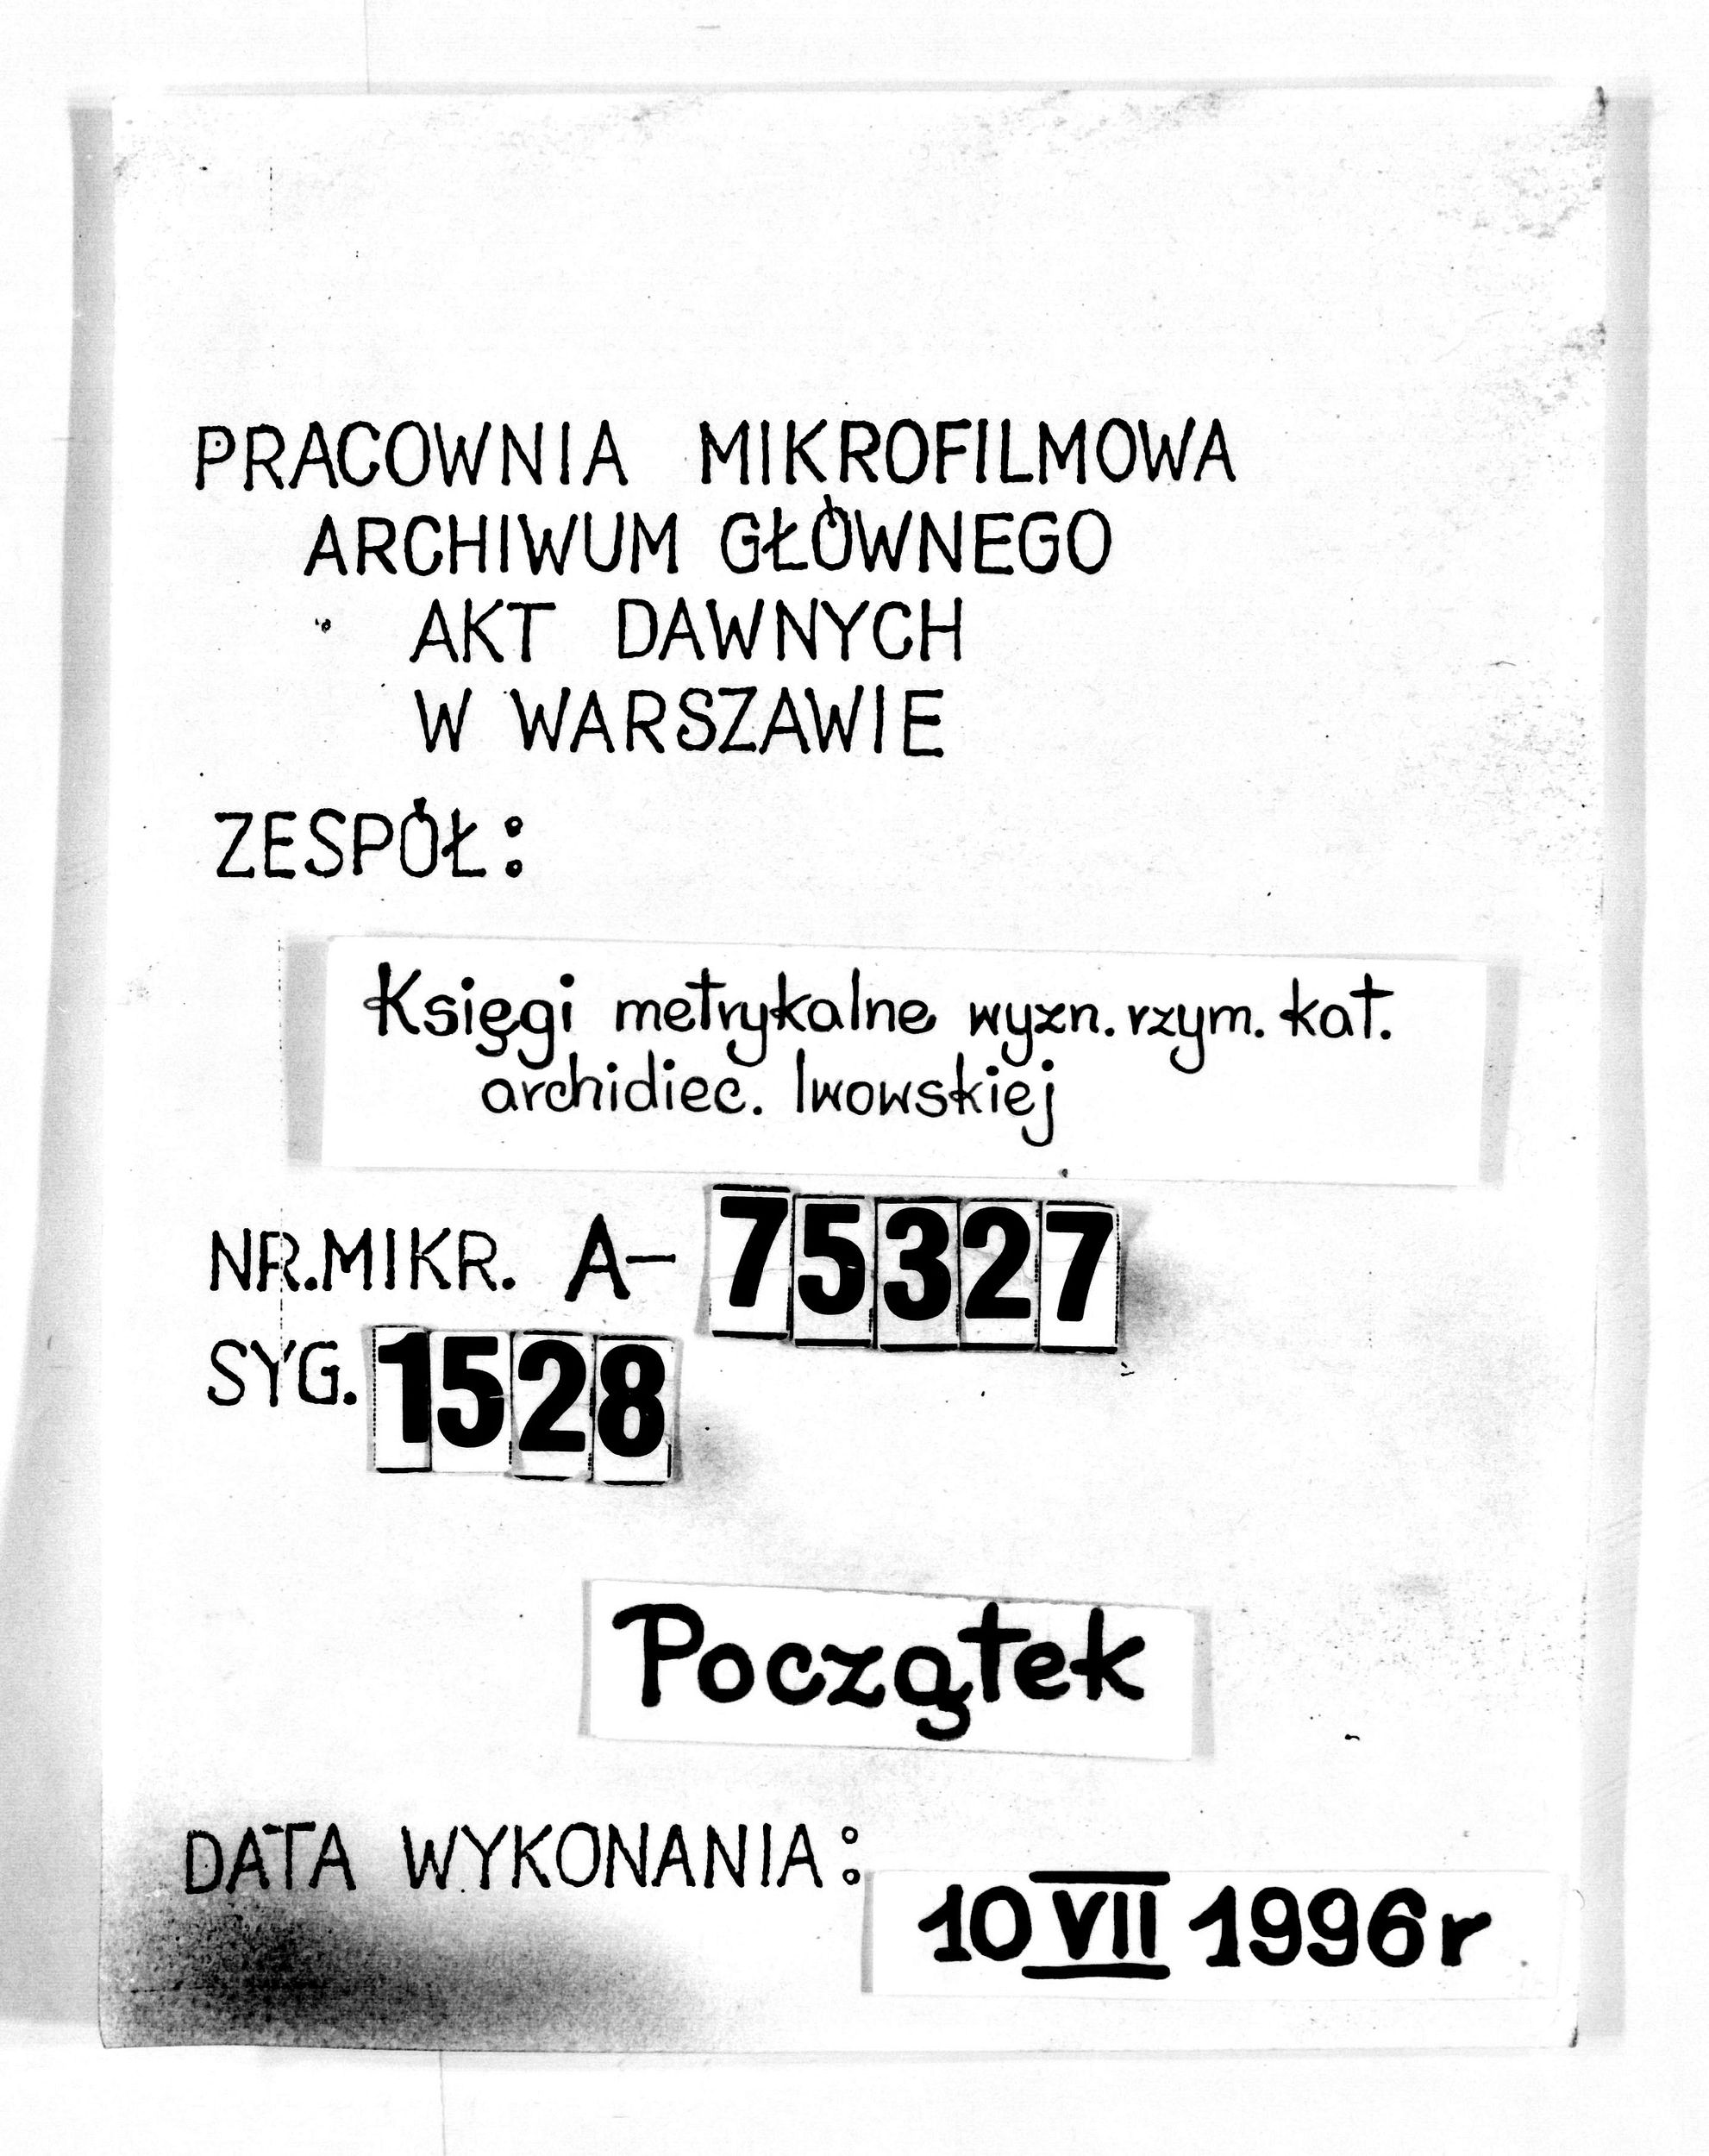 PRACOWNIA MIKROFILMOWA
ARCHIWUM GŁÓWNEGO
AKT DAWNYCH
W WARSZAWIE
ZESPÓŁ:
Księgi metrykalne wyzn. rzym. kat.
archidiec. lwowskiej
NR. MIKR. A- 75327
SYG. 1528
Początek
DATA WYKONANIA:
10 VII 1996 r